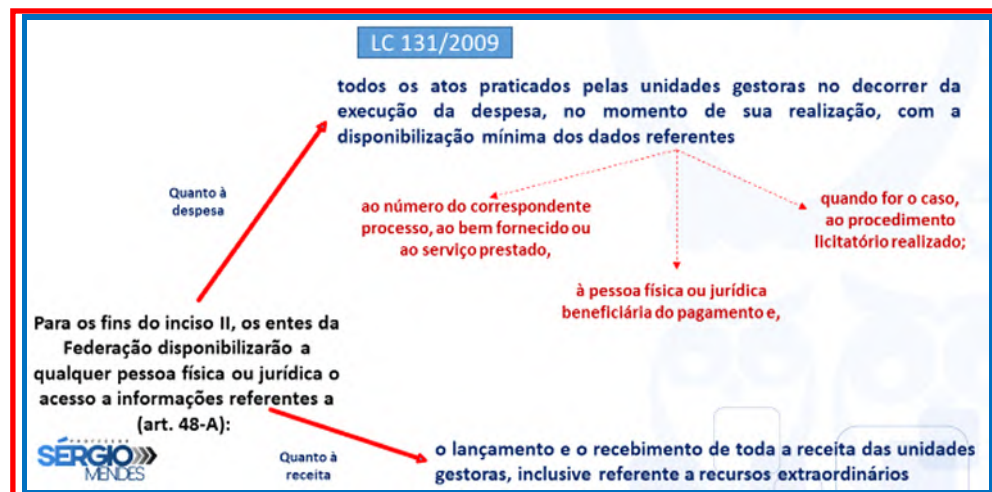 LC 131/2009
todos os atos praticados pelas unidades gestoras no decorrer da
execução da despesa, no momento de sua realização, com a
disponibilização mínima dos dados referentes
Quanto à
despesa
ao número do correspondente
processo, ao bem fornecido ou
ao serviço prestado,
à pessoa física ou jurídica
beneficiária do pagamento e,
quando for o caso,
ao procedimento
licitatório realizado;
Para os fins do inciso II, os entes da
Federação disponibilizarão a
qualquer pessoa física ou jurídica o
acesso a informações referentes a
(art. 48-A):
Quanto à
receita
o lançamento e o recebimento de toda a receita das unidades
gestoras, inclusive referente a recursos extraordinários
PROFESSOR
SÉRGIO
MENDES